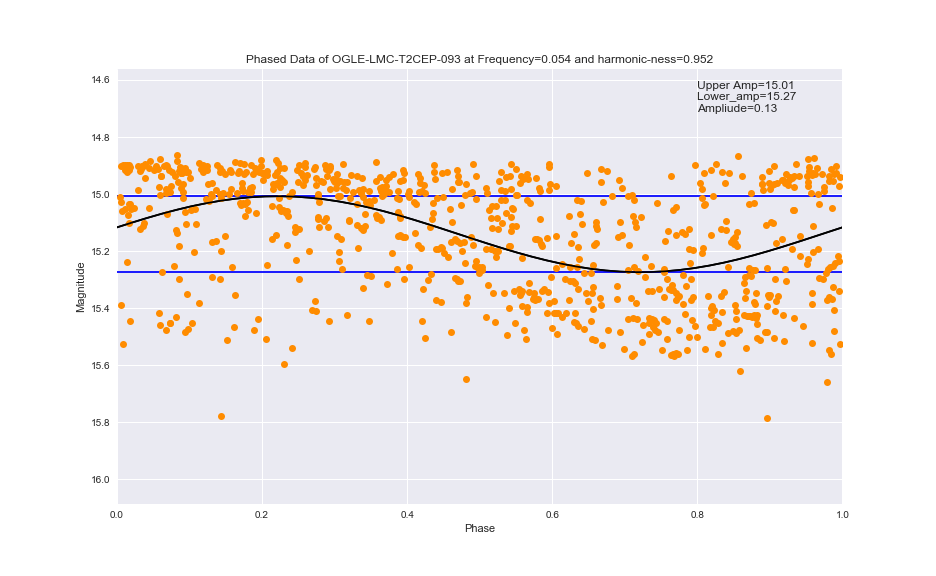 Phased Data of OGLE-LMC-T2CEP-093 at Frequency=0.054 and harmonic-ness=0.952
Upper Amp=15.01
Lower_amp=15.27
Ampliude=0.13
14.6
14.8
15.0
15.2
15.4
15.6
15.8
16.0
Magnitude
0.0 0.2 0.4 0.6 0.8 1.0
Phase